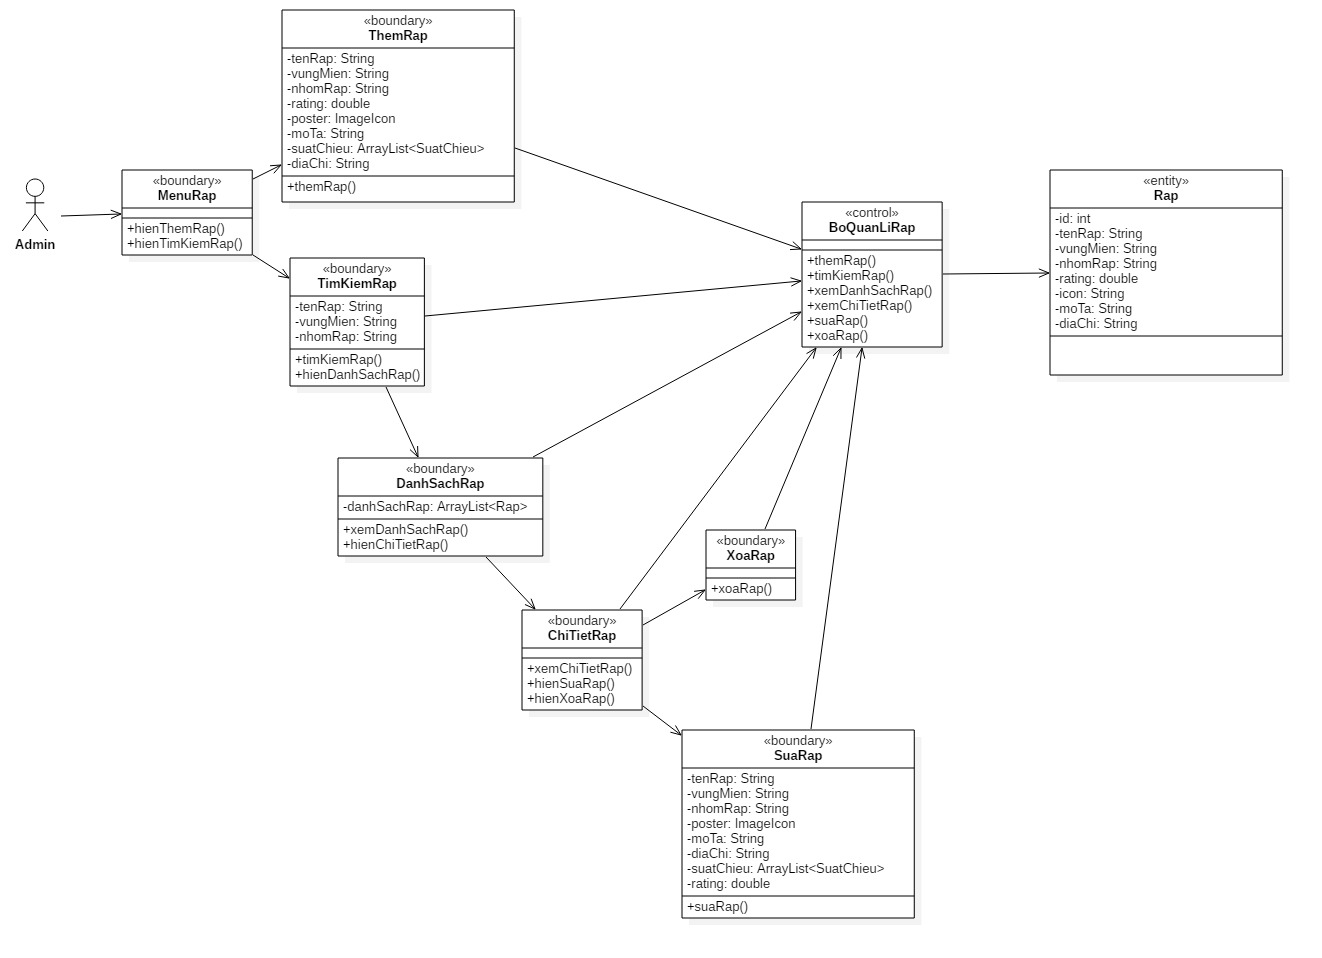 Admin
«boundary»
MenuRap
+hienThemRap()
+hienTimKiemRap()
«boundary»
ThemRap
-tenRap: String
-vungMien: String
-nhomRap: String
-rating: double
-poster: ImageIcon
-moTa: String
-suatChieu: ArrayList<SuatChieu>
-diaChi: String
+themRap()
«boundary»
TimKiemRap
-tenRap: String
-vungMien: String
-nhomRap: String
+timKiemRap()
+hienDanhSachRap()
«boundary»
DanhSachRap
-danhSachRap: ArrayList<Rap>
+xemDanhSachRap()
+hienChiTietRap()
«boundary»
ChiTietRap
+xemChiTietRap()
+hienSuaRap()
+hienXoaRap()
«boundary»
XoaRap
+xoaRap()
«boundary»
SuaRap
-tenRap: String
-vungMien: String
-nhomRap: String
-poster: ImageIcon
-moTa: String
-diaChi: String
-suatChieu: ArrayList<SuatChieu>
-rating: double
+suaRap()
«control»
BoQuanLiRap
+themRap()
+timKiemRap()
+xemDanhSachRap()
+xemChiTietRap()
+suaRap()
+xoaRap()
«entity»
Rap
-id: int
-tenRap: String
-vungMien: String
-nhomRap: String
-rating: double
-icon: String
-moTa: String
-diaChi: String